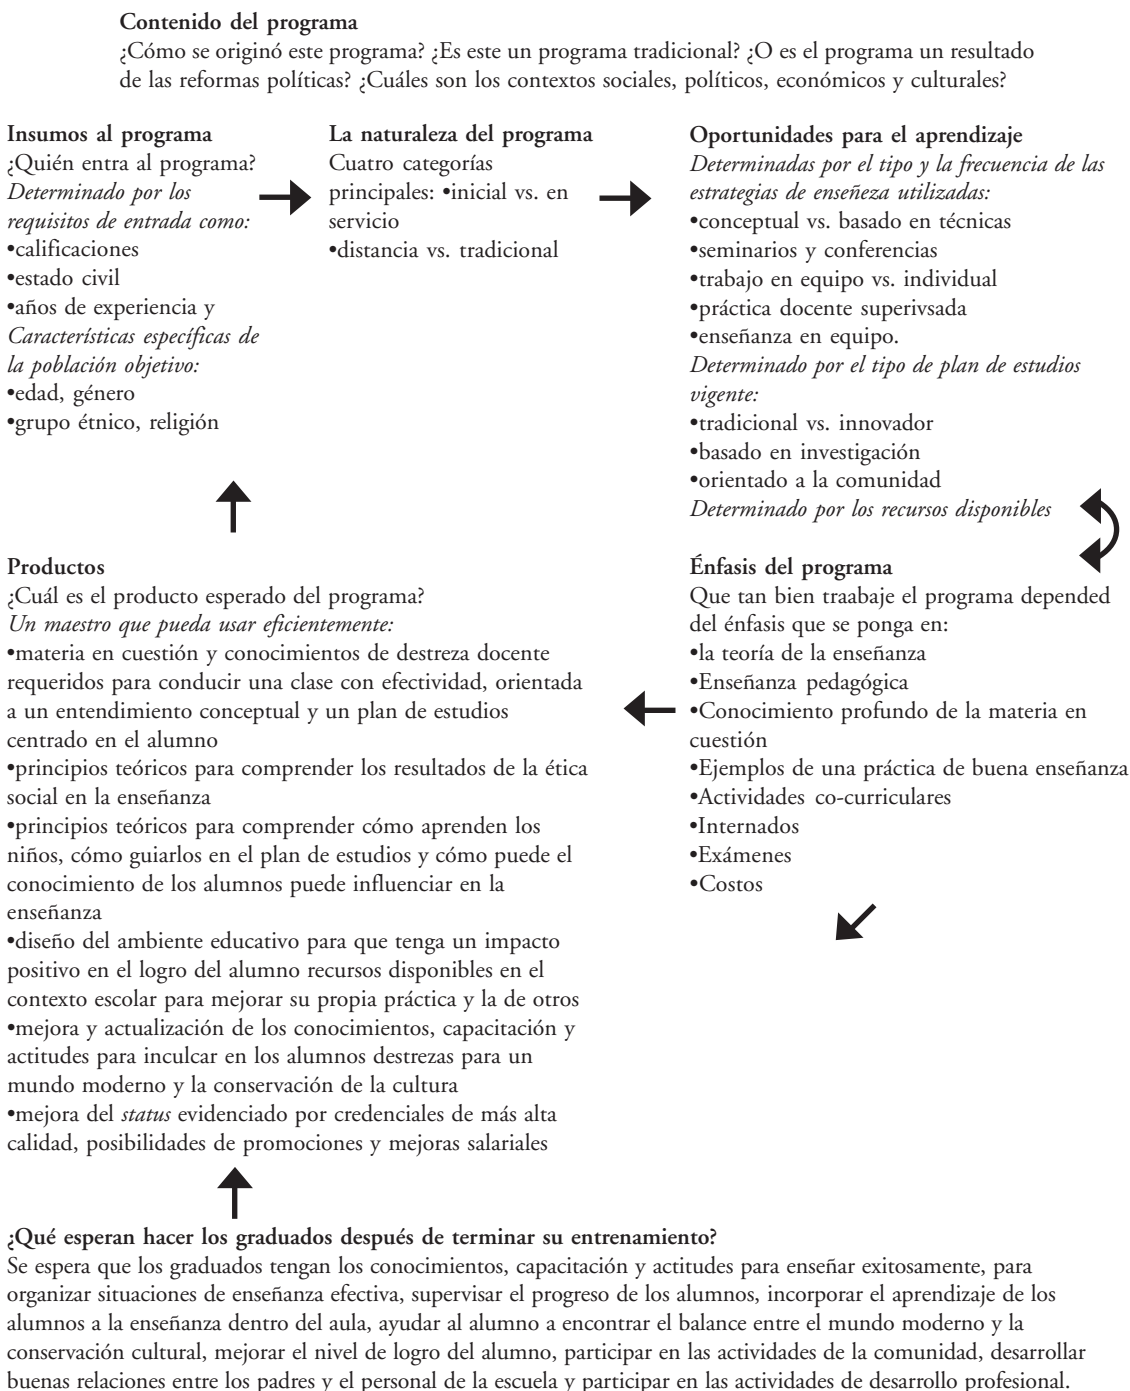 Contenido del programa
¿Cómo se originó este programa? ¿Es este un programa tradicional? ¿O es el programa un resultado
de las reformas políticas? ¿Cuáles son los contextos sociales, políticos, económicos y culturales?
Insumos al programa
¿Quién entra al programa?
Determinado por los
requisitos de entrada como:
•calificaciones
•estado civil
•años de experiencia y
Características específicas de
la población objetivo:
•edad, género
•grupo étnico, religión
La naturaleza del programa
Cuatro categorías
principales: •inicial vs. en
servicio
•distancia vs. tradicional
Oportunidades para el aprendizaje
Determinadas por el tipo y la frecuencia de las
estrategias de enseñeza utilizadas:
•conceptual vs. basado en técnicas
•seminarios y conferencias
•trabajo en equipo vs. individual
•práctica docente superivsada
•enseñanza en equipo.
Determinado por el tipo de plan de estudios
vigente:
•tradicional vs. innovador
•basado en investigación
•orientado a la comunidad
Determinado por los recursos disponibles
Énfasis del programa
Que tan bien traabaje el programa depended
del énfasis que se ponga en:
•la teoría de la enseñanza
•Enseñanza pedagógica
•Conocimiento profundo de la materia en
cuestión
•Ejemplos de una práctica de buena enseñanza
•Actividades co-curriculares
•Internados
•Exámenes
•Costos
Productos
¿Cuál es el producto esperado del programa?
Un maestro que pueda usar eficientemente:
•materia en cuestión y conocimientos de destreza docente
requeridos para conducir una clase con efectividad, orientada
a un entendimiento conceptual y un plan de estudios
centrado en el alumno
•principios teóricos para comprender los resultados de la ética
social en la enseñanza
•principios teóricos para comprender cómo aprenden los
niños, cómo guiarlos en el plan de estudios y cómo puede el
conocimiento de los alumnos puede influenciar en la
enseñanza
•diseño del ambiente educativo para que tenga un impacto
positivo en el logro del alumno recursos disponibles en el
contexto escolar para mejorar su propia práctica y la de otros
•mejora y actualización de los conocimientos, capacitación y
actitudes para inculcar en los alumnos destrezas para un
mundo moderno y la conservación de la cultura
•mejora del status evidenciado por credenciales de más alta
calidad, posibilidades de promociones y mejoras salariales
¿Qué esperan hacer los graduados después de terminar su entrenamiento?
Se espera que los graduados tengan los conocimientos, capacitación y actitudes para enseñar exitosamente, para
organizar situaciones de enseñanza efectiva, supervisar el progreso de los alumnos, incorporar el aprendizaje de los
alumnos a la enseñanza dentro del aula, ayudar al alumno a encontrar el balance entre el mundo moderno y la
conservación cultural, mejorar el nivel de logro del alumno, participar en las actividades de la comunidad, desarrollar
buenas relaciones entre los padres y el personal de la escuela y participar en las actividades de desarrollo profesional.